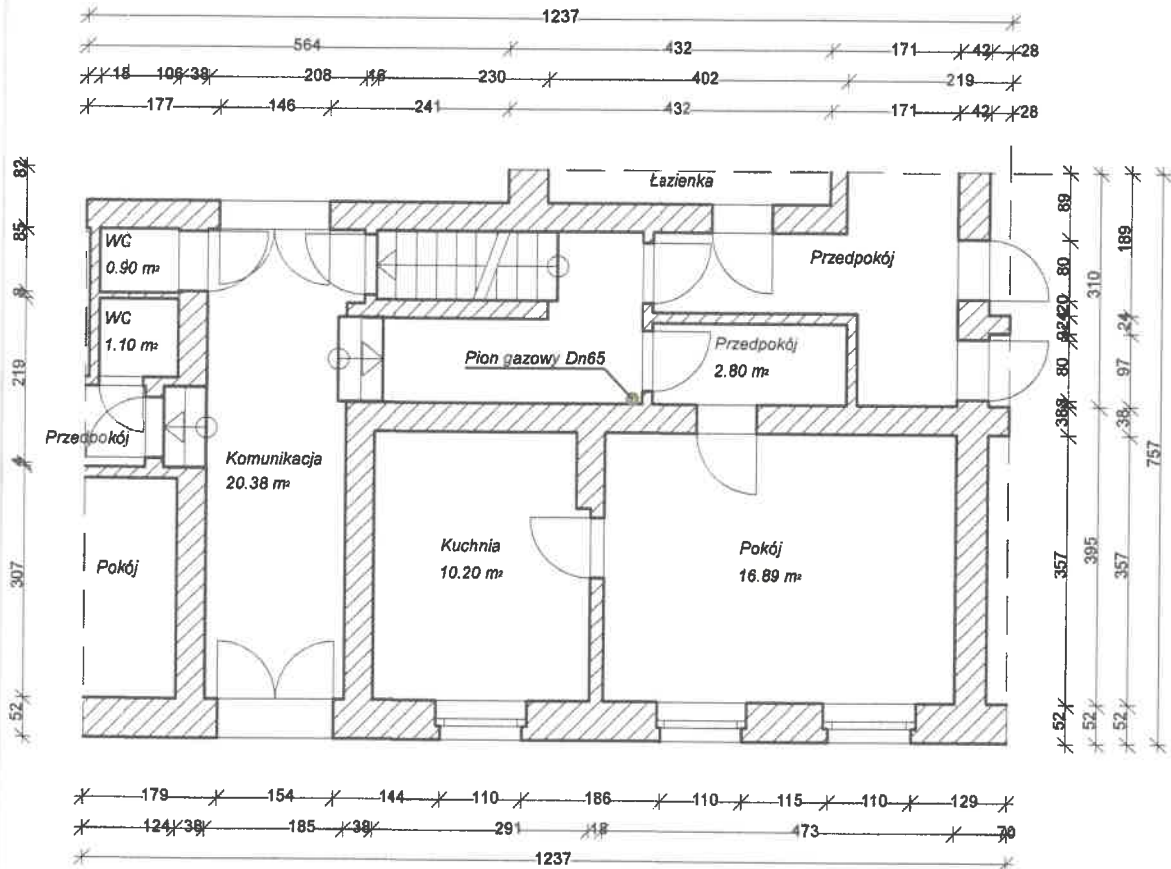 1237
564 432 171 42 28
18 106 38 208 16 230 402 219
177 146 241 432 171 42 28
Łazienka
WC
0.90 m²
Przedpokój
WC
1.10 m²
Pion gazowy Dn65
Przedpokój
2.80 m²
Przedpokój
Komunikacja
20.38 m²
Pokój
Kuchnia
10.20 m²
Pokój
16.89 m²
82
85
8
219
4
307
52
89
80
80
38
357
52
310
395
52
189
24
97
38
357
52
757
179 154 144 110 186 110 115 110 129
124 38 185 38 291 18 473 70
1237